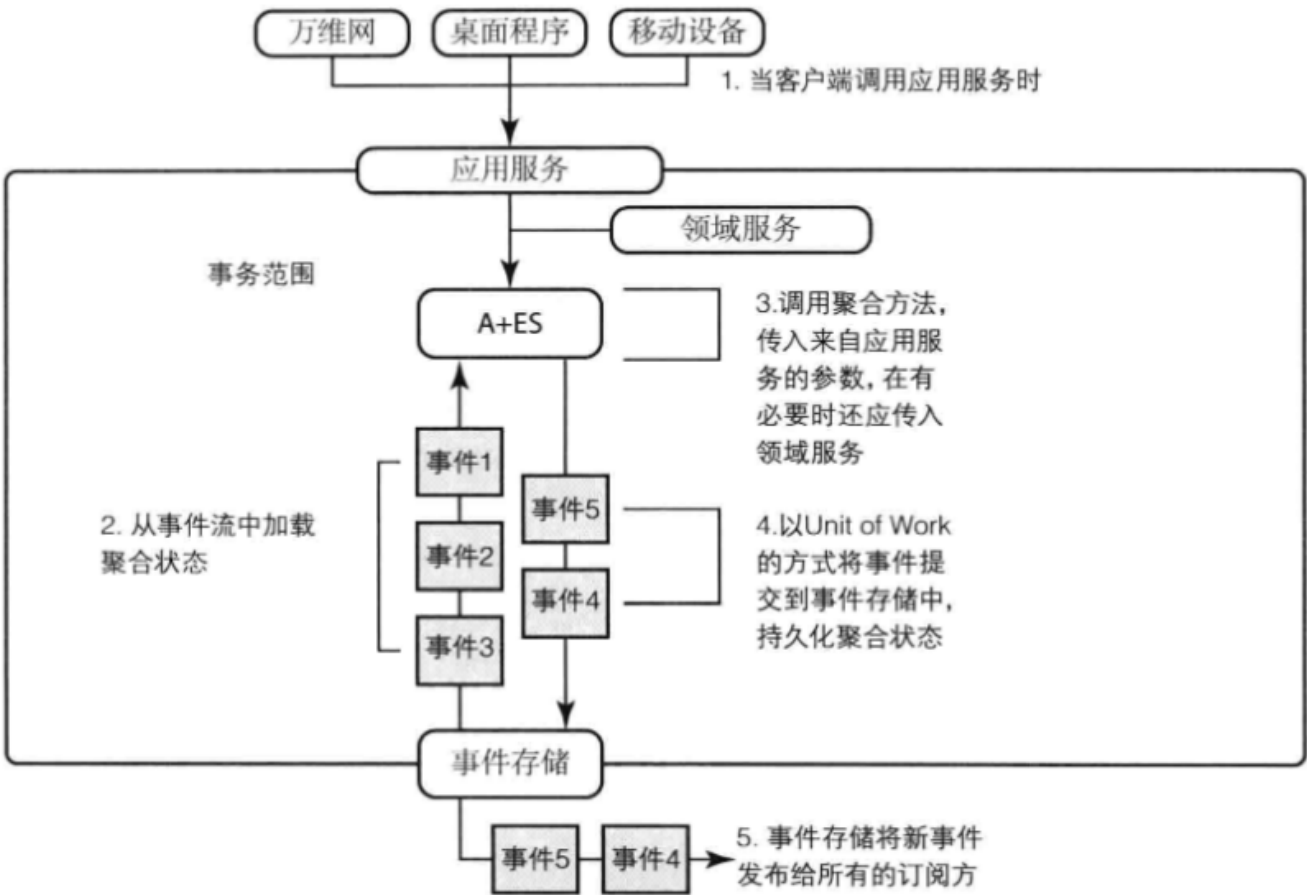 万维网
桌面程序
移动设备
1. 当客户端调用应用服务时
应用服务
领域服务
事务范围
A+ES
3.调用聚合方法，
传入来自应用服
务的参数，在有
必要时还应传入
领域服务
事件1
事件2
事件3
2. 从事件流中加载
聚合状态
事件5
事件4
4.以Unit of Work
的方式将事件提
交到事件存储中，
持久化聚合状态
事件存储
事件5
事件4
5. 事件存储将新事件
发布给所有的订阅方